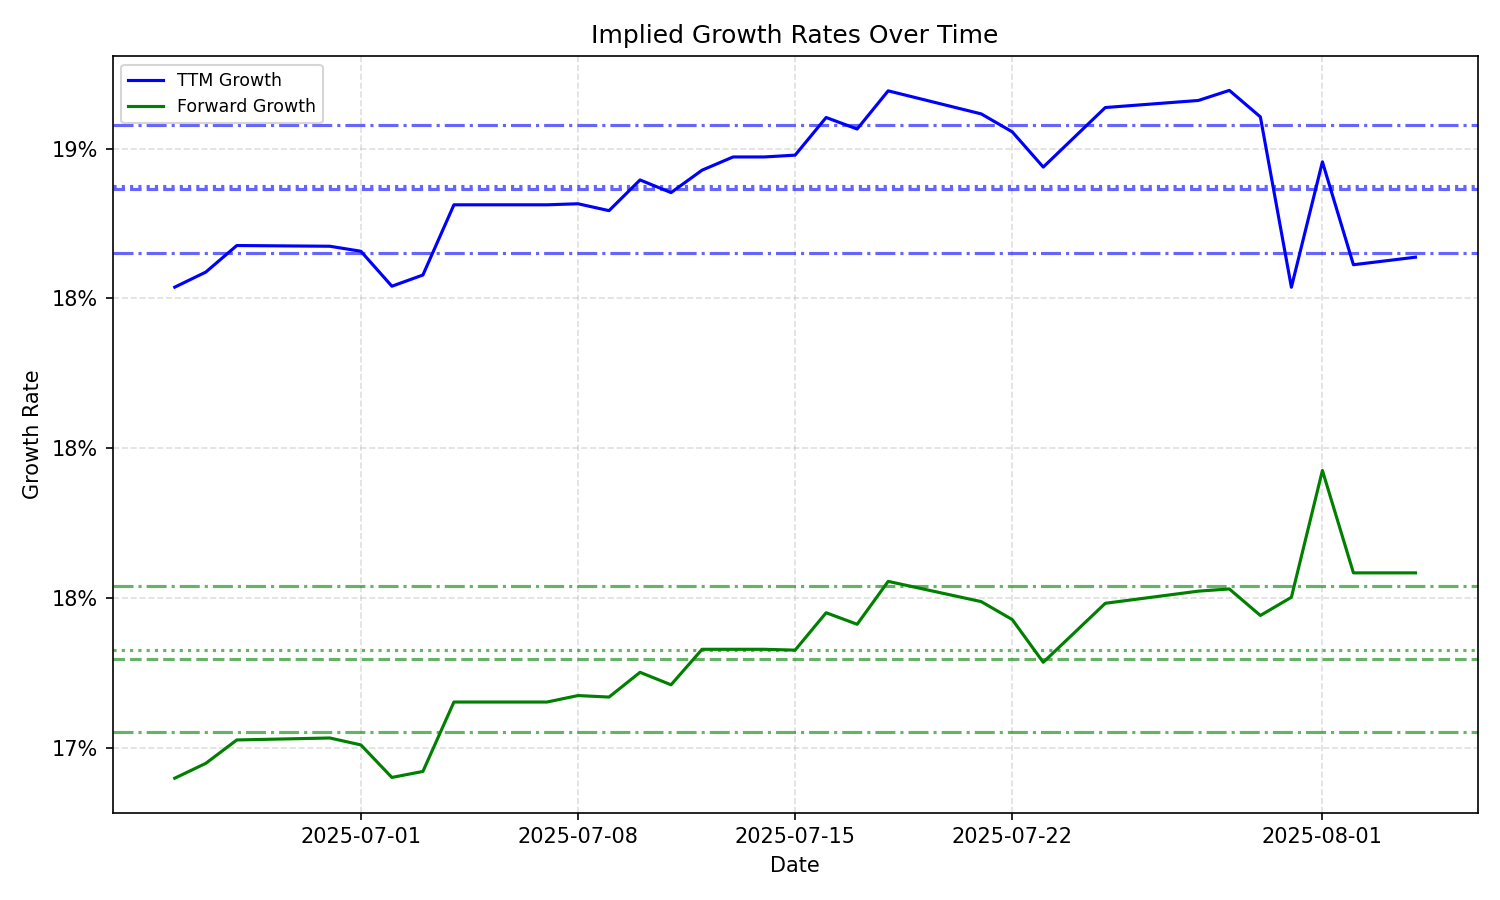 Implied Growth Rates Over Time
TTM Growth
Forward Growth
19%
18%
18%
18%
17%
Growth Rate
2025-07-01
2025-07-08
2025-07-15
2025-07-22
2025-08-01
Date